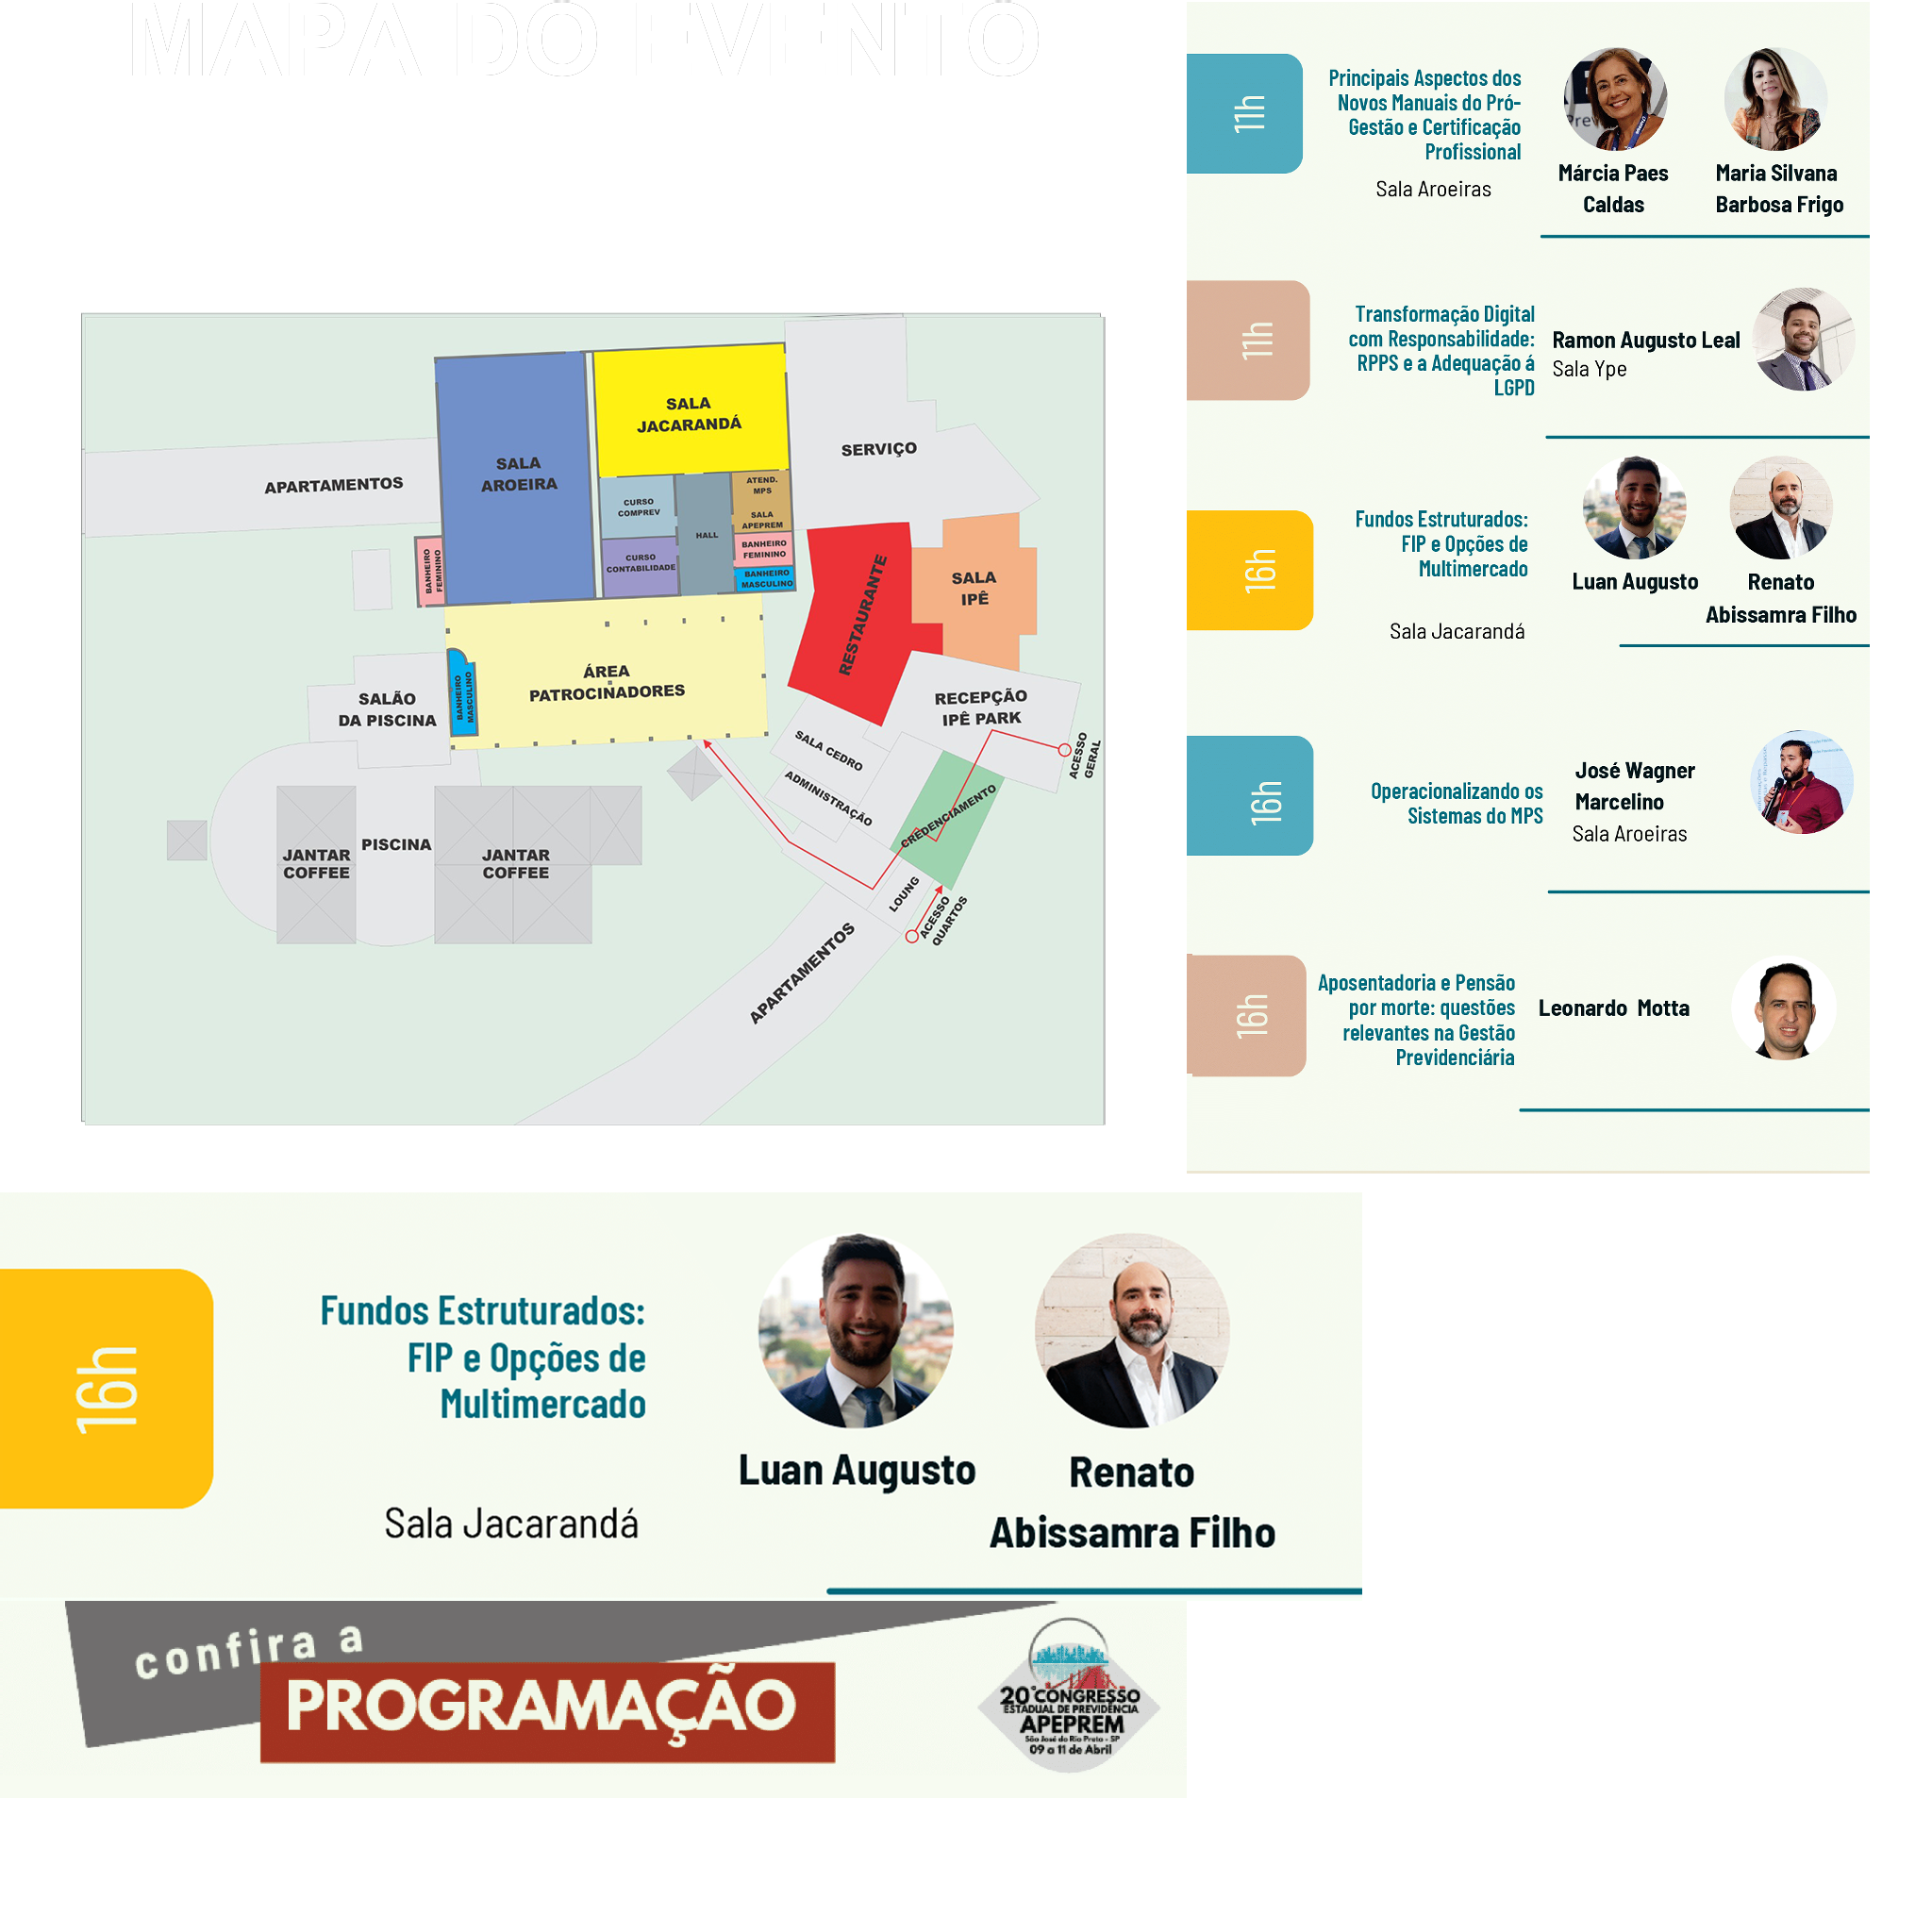 MAPA DO EVENTO
SALA
AROEIRA
SALA
JACARANDÁ
SERVIÇO
APARTAMENTOS
CURSO
COMPREV
HALL
ATEND.
MPS
SALA
APEPREM
CURSO
CONTABILIDADE
BANHEIRO
FEMININO
BANHEIRO
MASCULINO
BANHEIRO
FEMININO
RESTAURANTE
SALA
IPÊ
ÁREA
PATROCINADORES
BANHEIRO
MASCULINO
SALÃO
DA PISCINA
RECEPÇÃO
IPÊ PARK
ACESSO
GERAL
SALA CEDRO
ADMINISTRAÇÃO
CREDENCIAMENTO
JANTAR
COFFEE
PISCINA
JANTAR
COFFEE
LOUNG
ACESSO
QUARTOS
APARTAMENTOS
11h
Principais Aspectos dos
Novos Manuais do Pró-
Gestão e Certificação
Profissional
Sala Aroeiras
Márcia Paes
Caldas
Maria Silvana
Barbosa Frigo
11h
Transformação Digital
com Responsabilidade:
RPPS e a Adequação á
LGPD
Ramon Augusto Leal
Sala Ype
16h
Fundos Estruturados:
FIP e Opções de
Multimercado
Sala Jacarandá
Luan Augusto
Renato
Abissamra Filho
16h
Operacionalizando os
Sistemas do MPS
José Wagner
Marcelino
Sala Aroeiras
16h
Aposentadoria e Pensão
por morte: questões
relevantes na Gestão
Previdenciária
Leonardo Motta
16h
Fundos Estruturados:
FIP e Opções de
Multimercado
Sala Jacarandá
Luan Augusto
Renato
Abissamra Filho
confira a
PROGRAMAÇÃO
20º CONGRESSO
ESTADUAL DE PREVIDÊNCIA
APEPREM
São José do Rio Preto - SP
09 a 11 de Abril